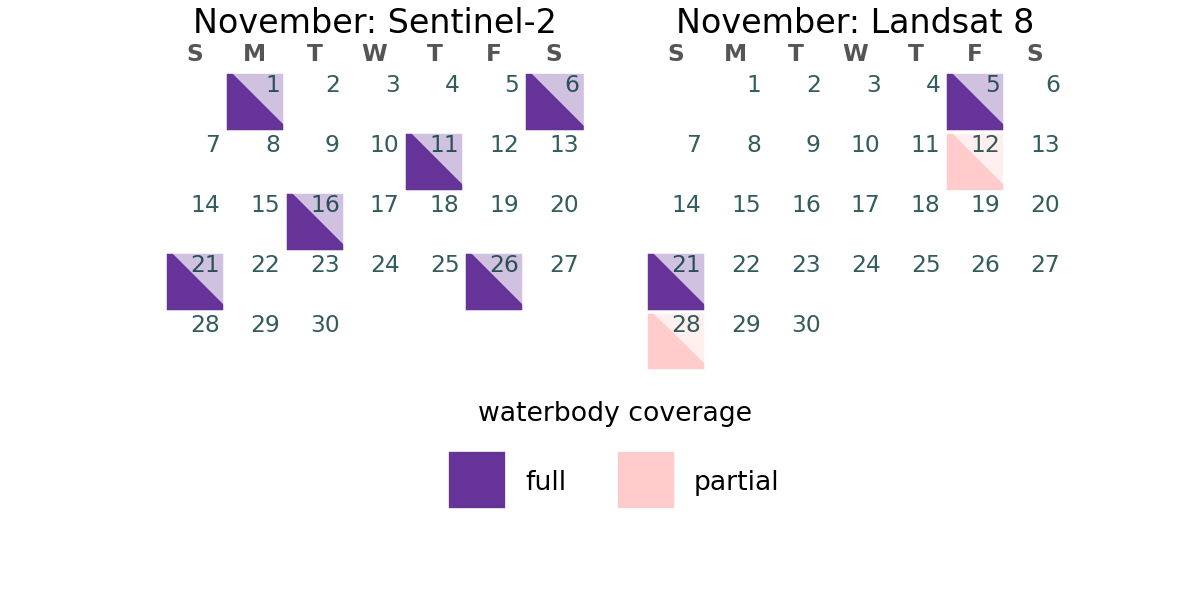 November: Sentinel-2
S M T W T F S
1 2 3 4 5 6
7 8 9 10 11 12 13
14 15 16 17 18 19 20
21 22 23 24 25 26 27
28 29 30
November: Landsat 8
S M T W T F S
1 2 3 4 5 6
7 8 9 10 11 12 13
14 15 16 17 18 19 20
21 22 23 24 25 26 27
28 29 30
waterbody coverage
full
partial